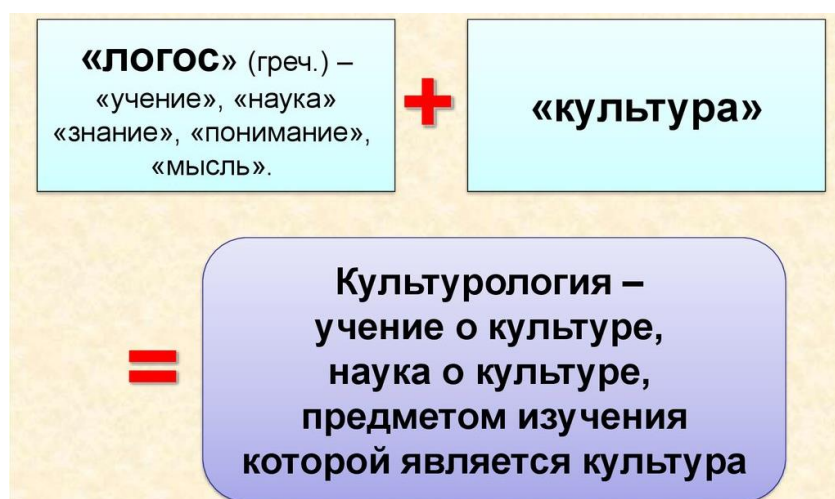 «ЛОГОС» (греч.) –
«учение», «наука»
«знание», «понимание»,
«мысль».
+
«культура»
=
Культурология –
учение о культуре,
наука о культуре,
предметом изучения
которой является культура